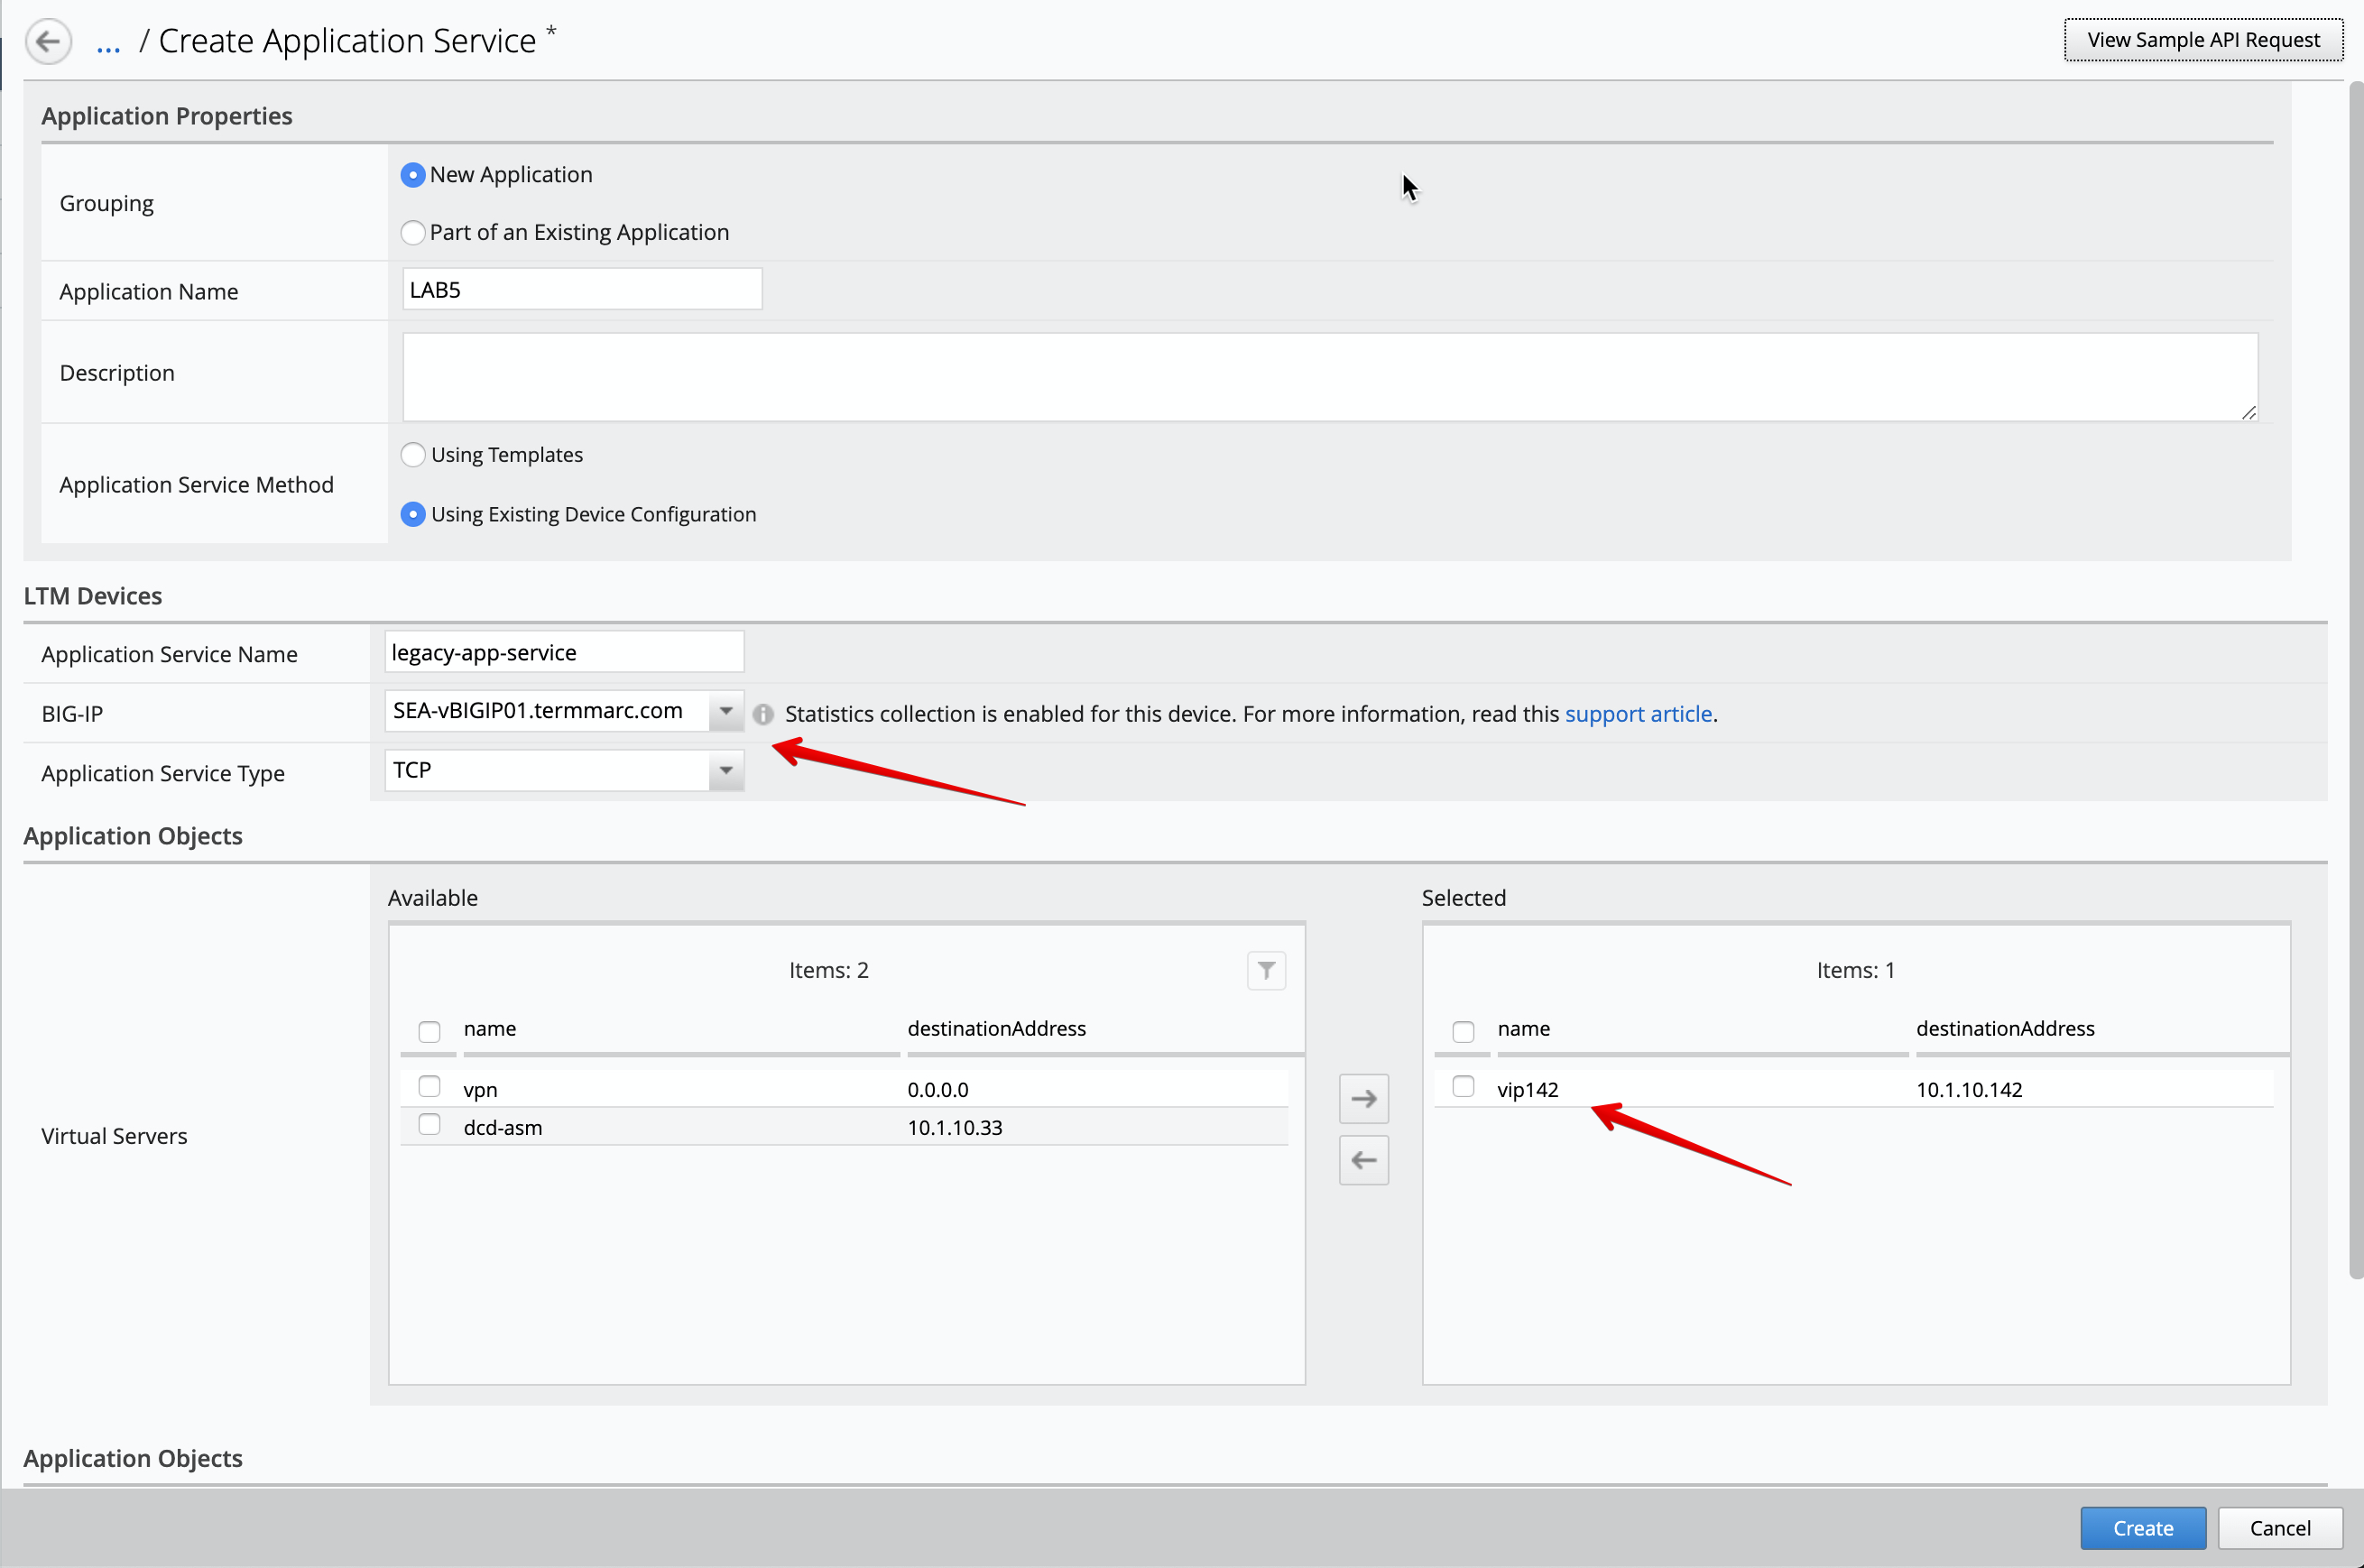 ... / Create Application Service *
View Sample API Request
Application Properties
Grouping
New Application
Part of an Existing Application
Application Name
LAB5
Description
Application Service Method
Using Templates
Using Existing Device Configuration
LTM Devices
Application Service Name
legacy-app-service
BIG-IP
SEA-vBIGIP01.termmarc.com
Statistics collection is enabled for this device. For more information, read this support article.
Application Service Type
TCP
Application Objects
Virtual Servers
Available
Items: 2
name destinationAddress
vpn 0.0.0.0
dcd-asm 10.1.10.33
Selected
Items: 1
name destinationAddress
vip142 10.1.10.142
Application Objects
Create
Cancel